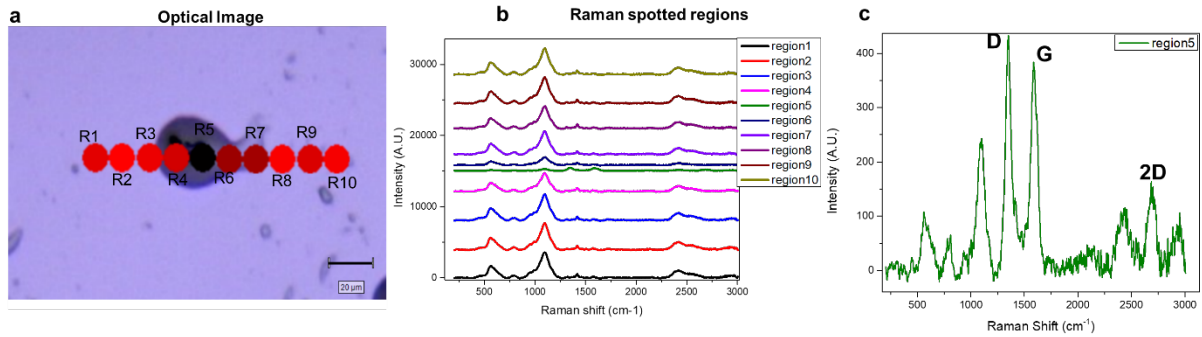 a
Optical Image
R1
R2
R3
R4
R5
R6
R7
R8
R9
R10
20 µm
b
Raman spotted regions
region1
region2
region3
region4
region5
region6
region7
region8
region9
region10
30000
20000
10000
0
Intensity (A.U.)
500 1000 1500 2000 2500 3000
Raman shift (cm-1)
c
D
G
2D
region5
400
300
200
100
0
Intensity (A.U.)
500 1000 1500 2000 2500 3000
Raman Shift (cm⁻¹)